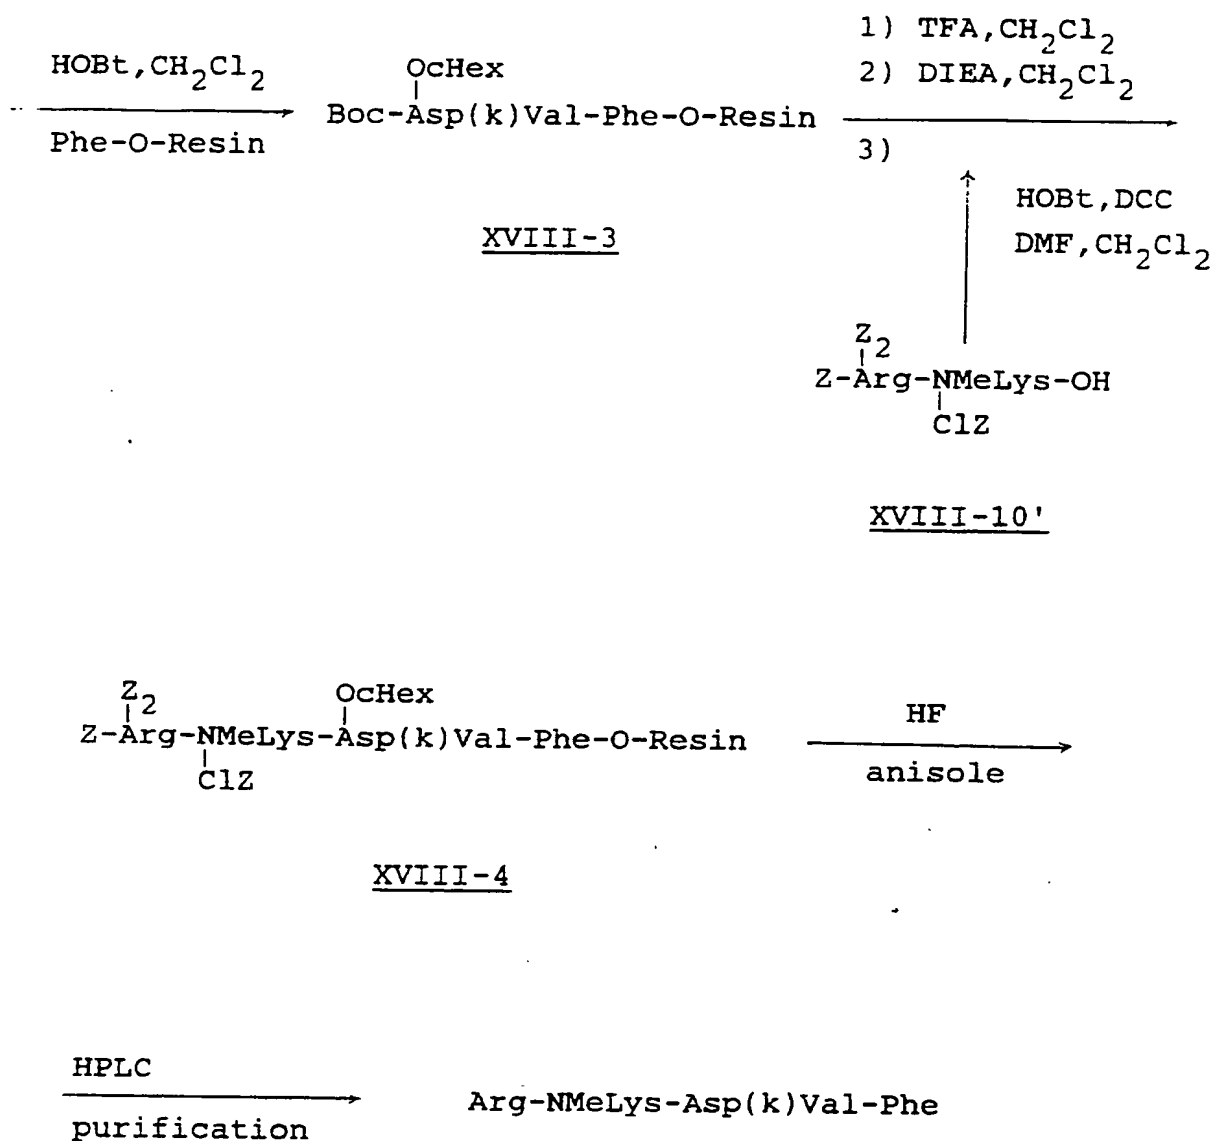 HOBt,CH2Cl2
Phe-O-Resin
OcHex
Boc-Asp(k)Val-Phe-O-Resin
XVIII-3
1) TFA,CH2Cl2
2) DIEA,CH2Cl2
3)
HOBt,DCC
DMF,CH2Cl2
Z2
Z-Arg-NMeLys-OH
ClZ
XVIII-10'
Z2 OcHex
Z-Arg-NMeLys-Asp(k)Val-Phe-O-Resin
ClZ
XVIII-4
HF
anisole
HPLC
purification
Arg-NMeLys-Asp(k)Val-Phe